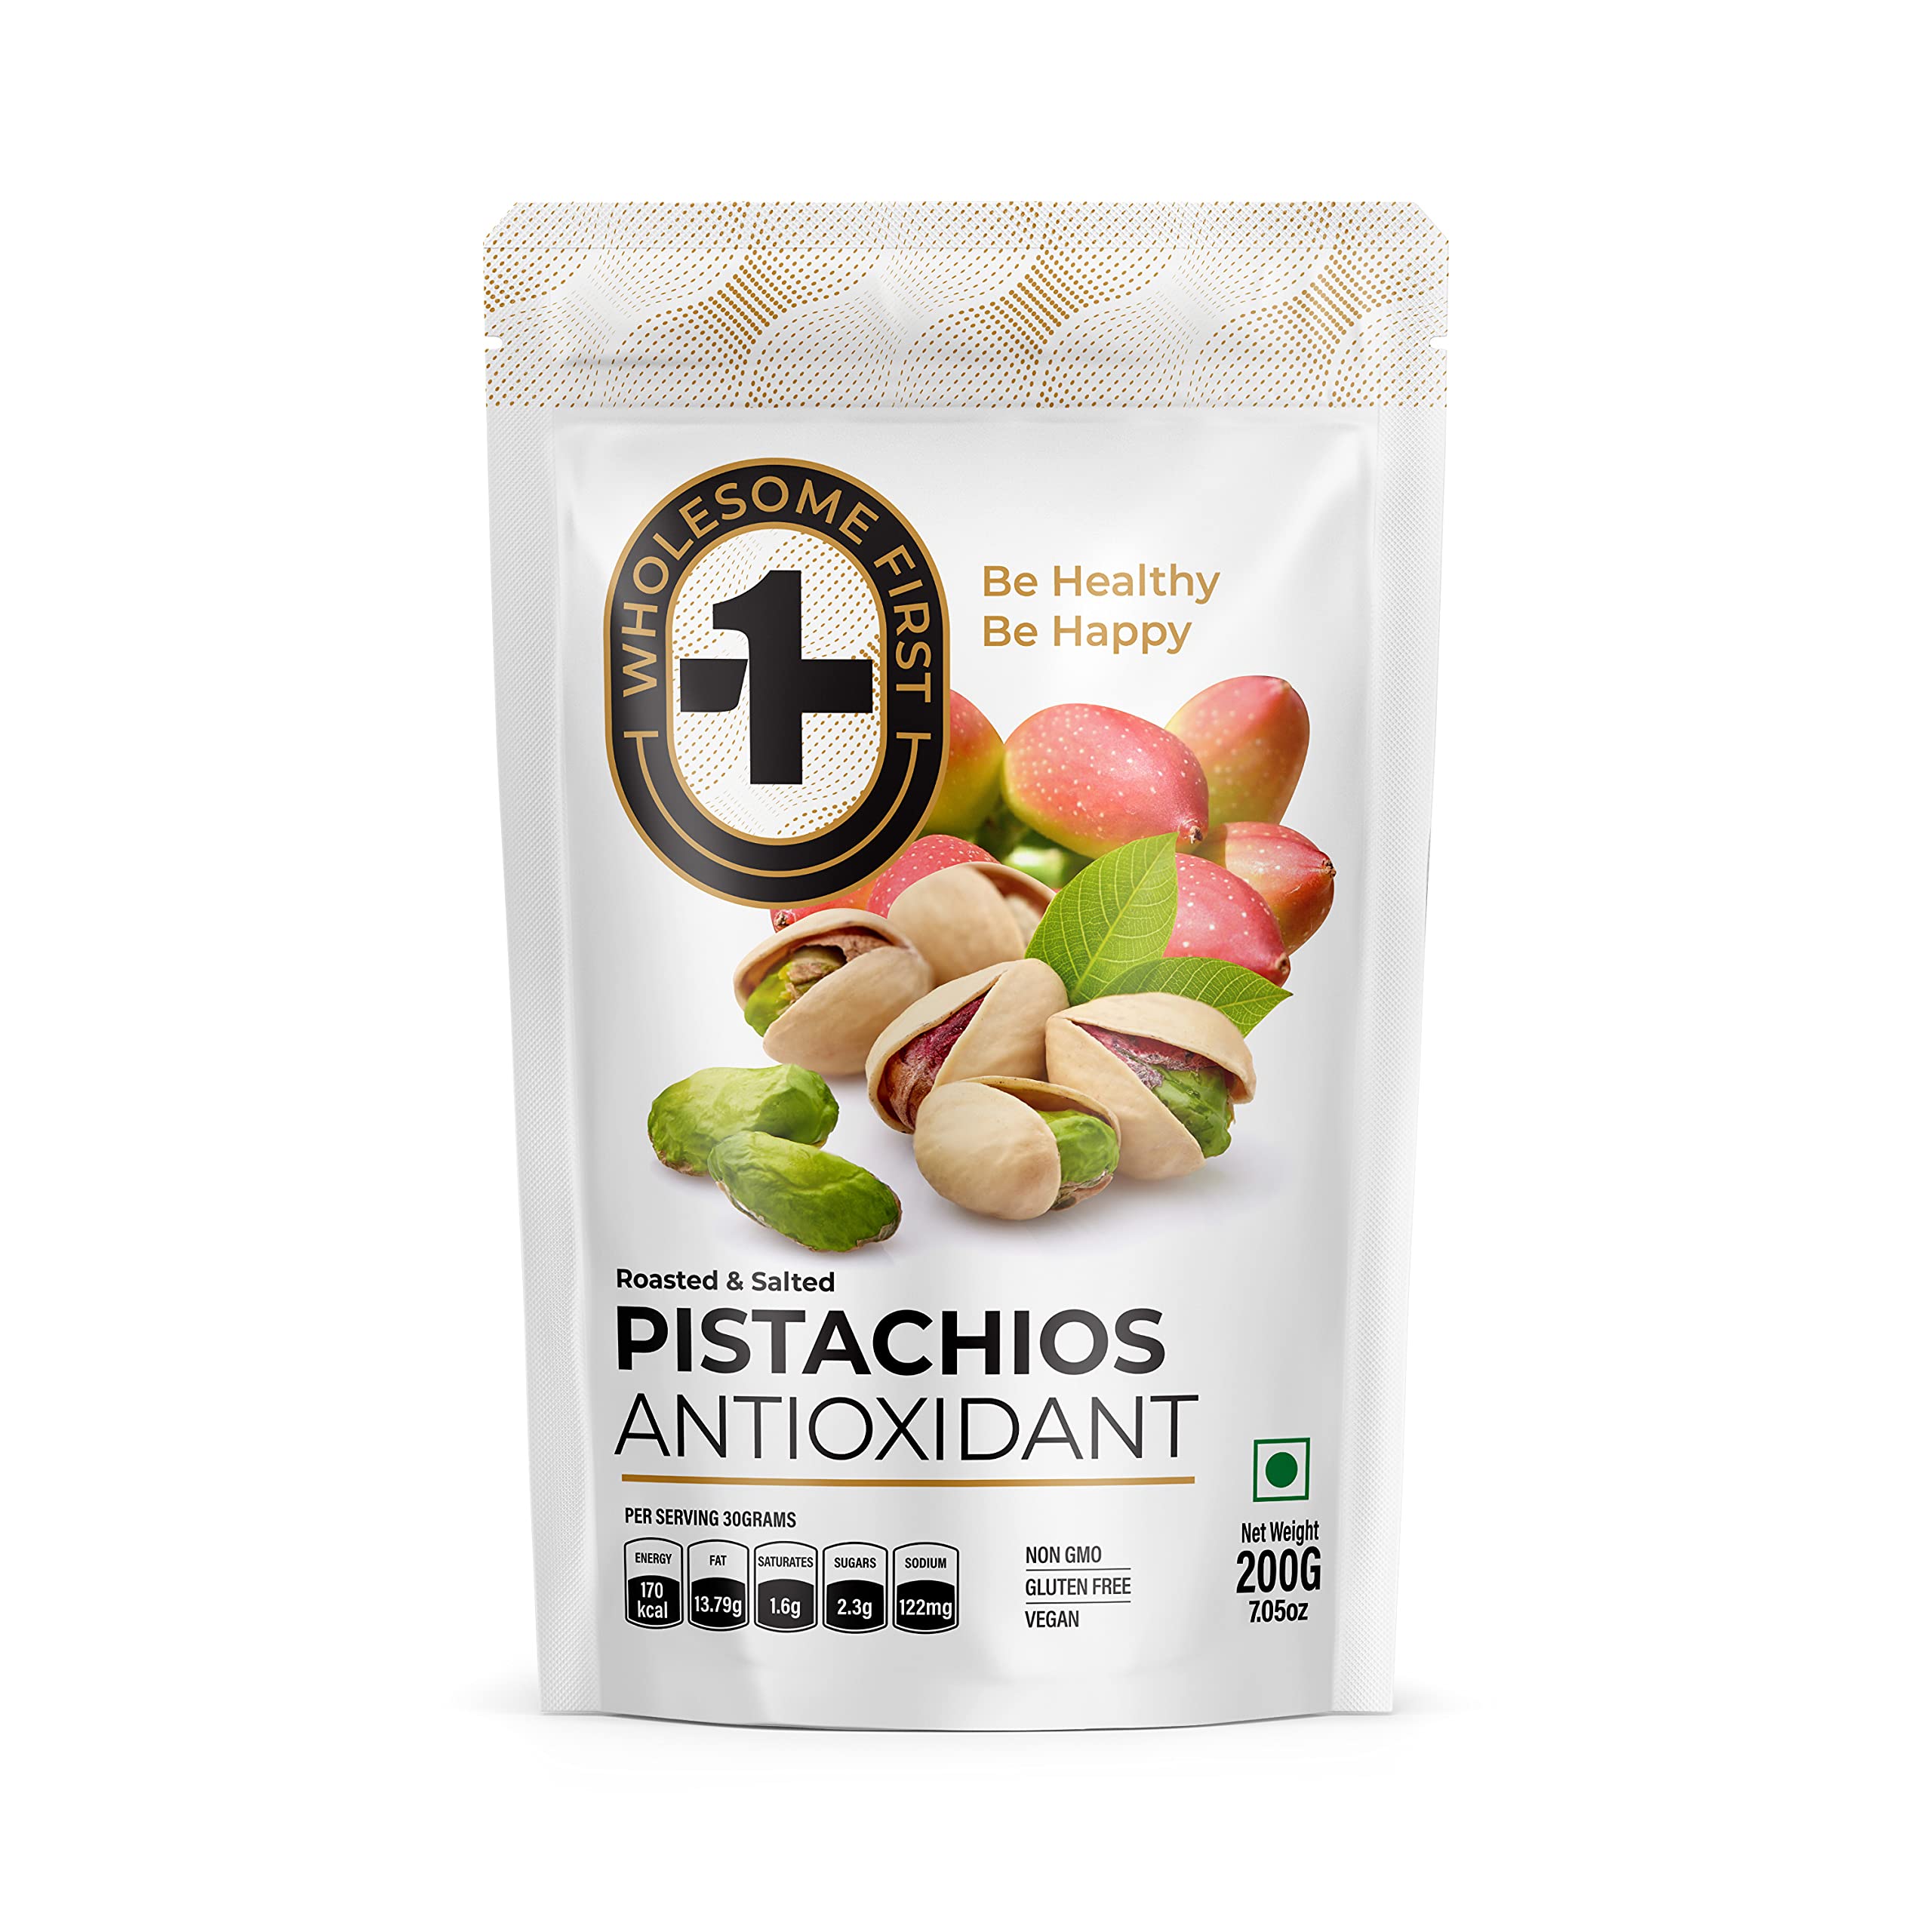 WHOLESOME FIRST
1
Be Healthy
Be Happy
Roasted & Salted
PISTACHIOS
ANTIOXIDANT
PER SERVING 30GRAMS
ENERGY FAT SATURATES SUGARS SODIUM
170 kcal 13.79g 1.6g 2.3g 122mg
NON GMO
GLUTEN FREE
VEGAN
Net Weight
200G
7.05oz